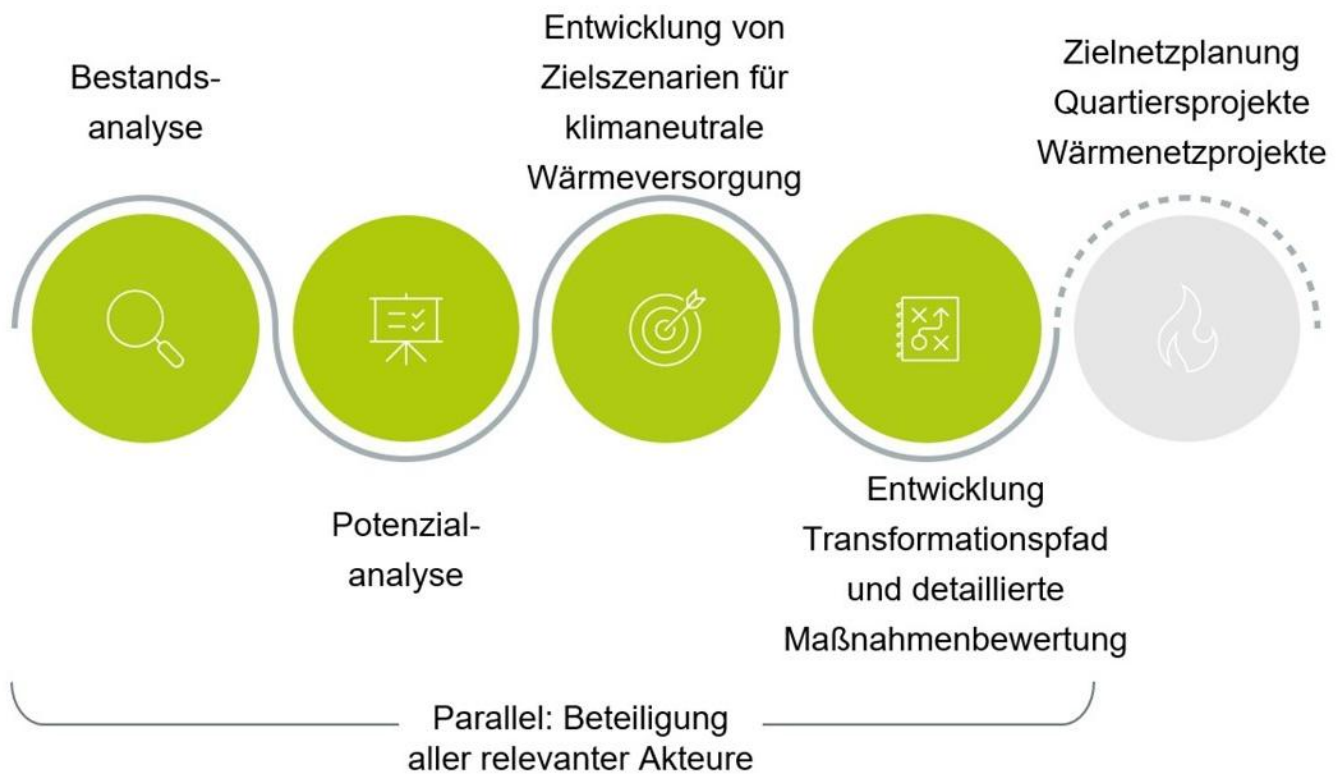 Bestands-
analyse
Potenzial-
analyse
Entwicklung von
Zielszenarien für
klimaneutrale
Wärmeversorgung
Entwicklung
Transformationspfad
und detaillierte
Maßnahmenbewertung
Zielnetzplanung
Quartiersprojekte
Wärmenetzprojekte
Parallel: Beteiligung
aller relevanter Akteure